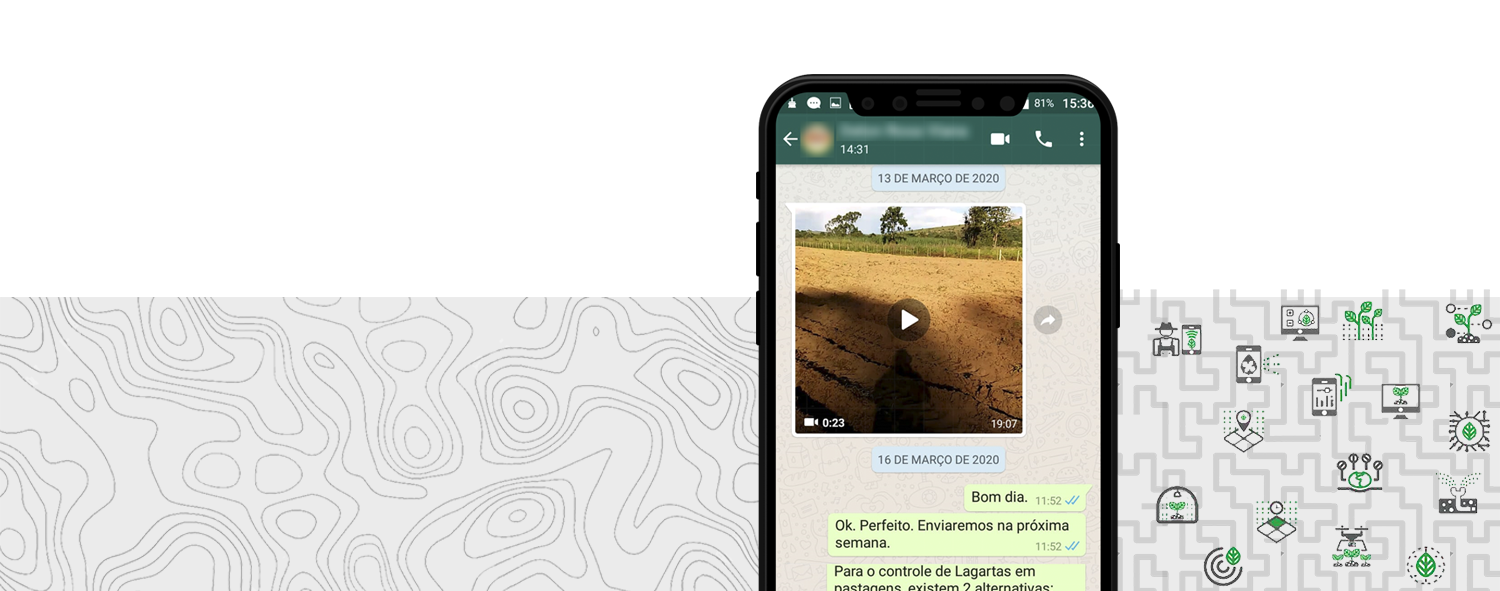 81% 15:36
14:31
13 DE MARÇO DE 2020
0:23 19:07
16 DE MARÇO DE 2020
Bom dia. 11:52
Ok. Perfeito. Enviaremos na próxima
semana. 11:52
Para o controle de Lagartas em
pastagens, existem 2 alternativas: